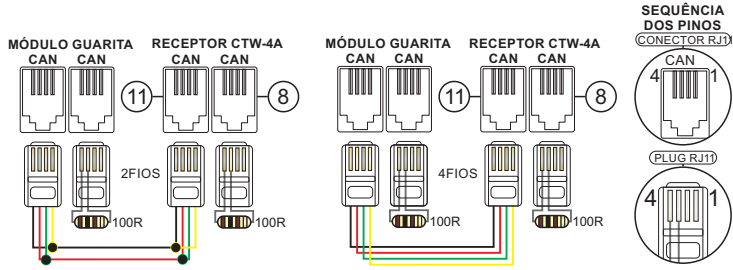 MÓDULO GUARITA
CAN CAN
RECEPTOR CTW-4A
CAN CAN
11
8
2FIOS
100R
100R
MÓDULO GUARITA
CAN CAN
RECEPTOR CTW-4A
CAN CAN
11
8
4FIOS
100R
100R
SEQUÊNCIA
DOS PINOS
CONECTOR RJ11
CAN
4 1
PLUG RJ11
4 1